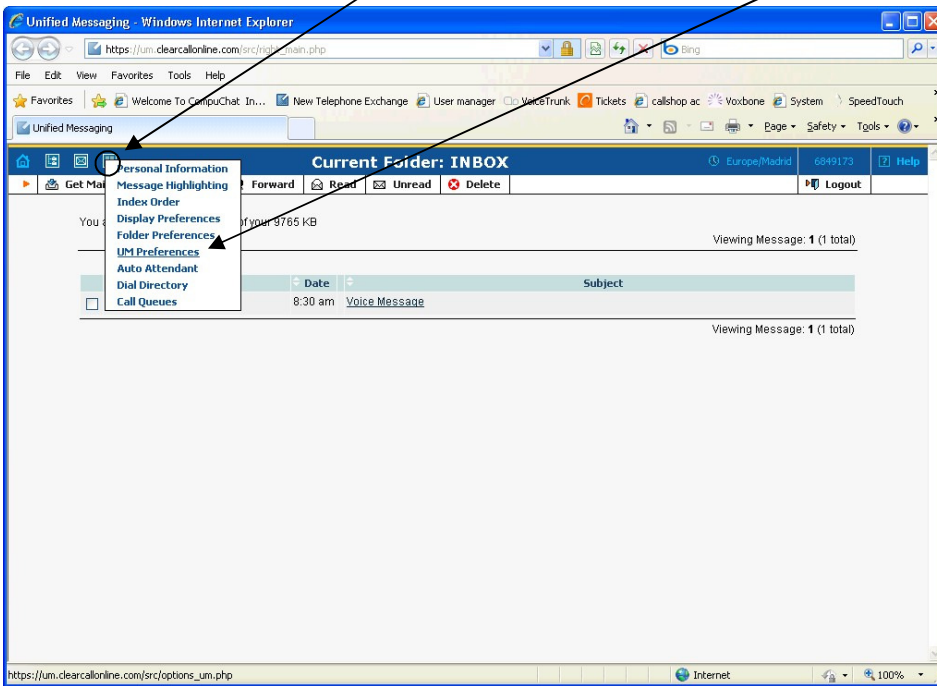 Unified Messaging - Windows Internet Explorer
https://um.clearcallonline.com/src/right_main.php
Bing
File Edit View Favorites Tools Help
Favorites Welcome To CompuChat In... New Telephone Exchange User manager VoiceTrunk Tickets callshop ac Voxbone System SpeedTouch
Unified Messaging
Page Safety Tools
Current Folder: INBOX Europe/Madrid 6849173 Help
Get Mai Forward Read Unread Delete Logout
Personal Information
Message Highlighting
Index Order
Display Preferences
Folder Preferences
UM Preferences
Auto Attendant
Dial Directory
Call Queues
You of your 9765 KB
Viewing Message: 1 (1 total)
Date Subject
8:30 am Voice Message
Viewing Message: 1 (1 total)
https://um.clearcallonline.com/src/options_um.php Internet 100%